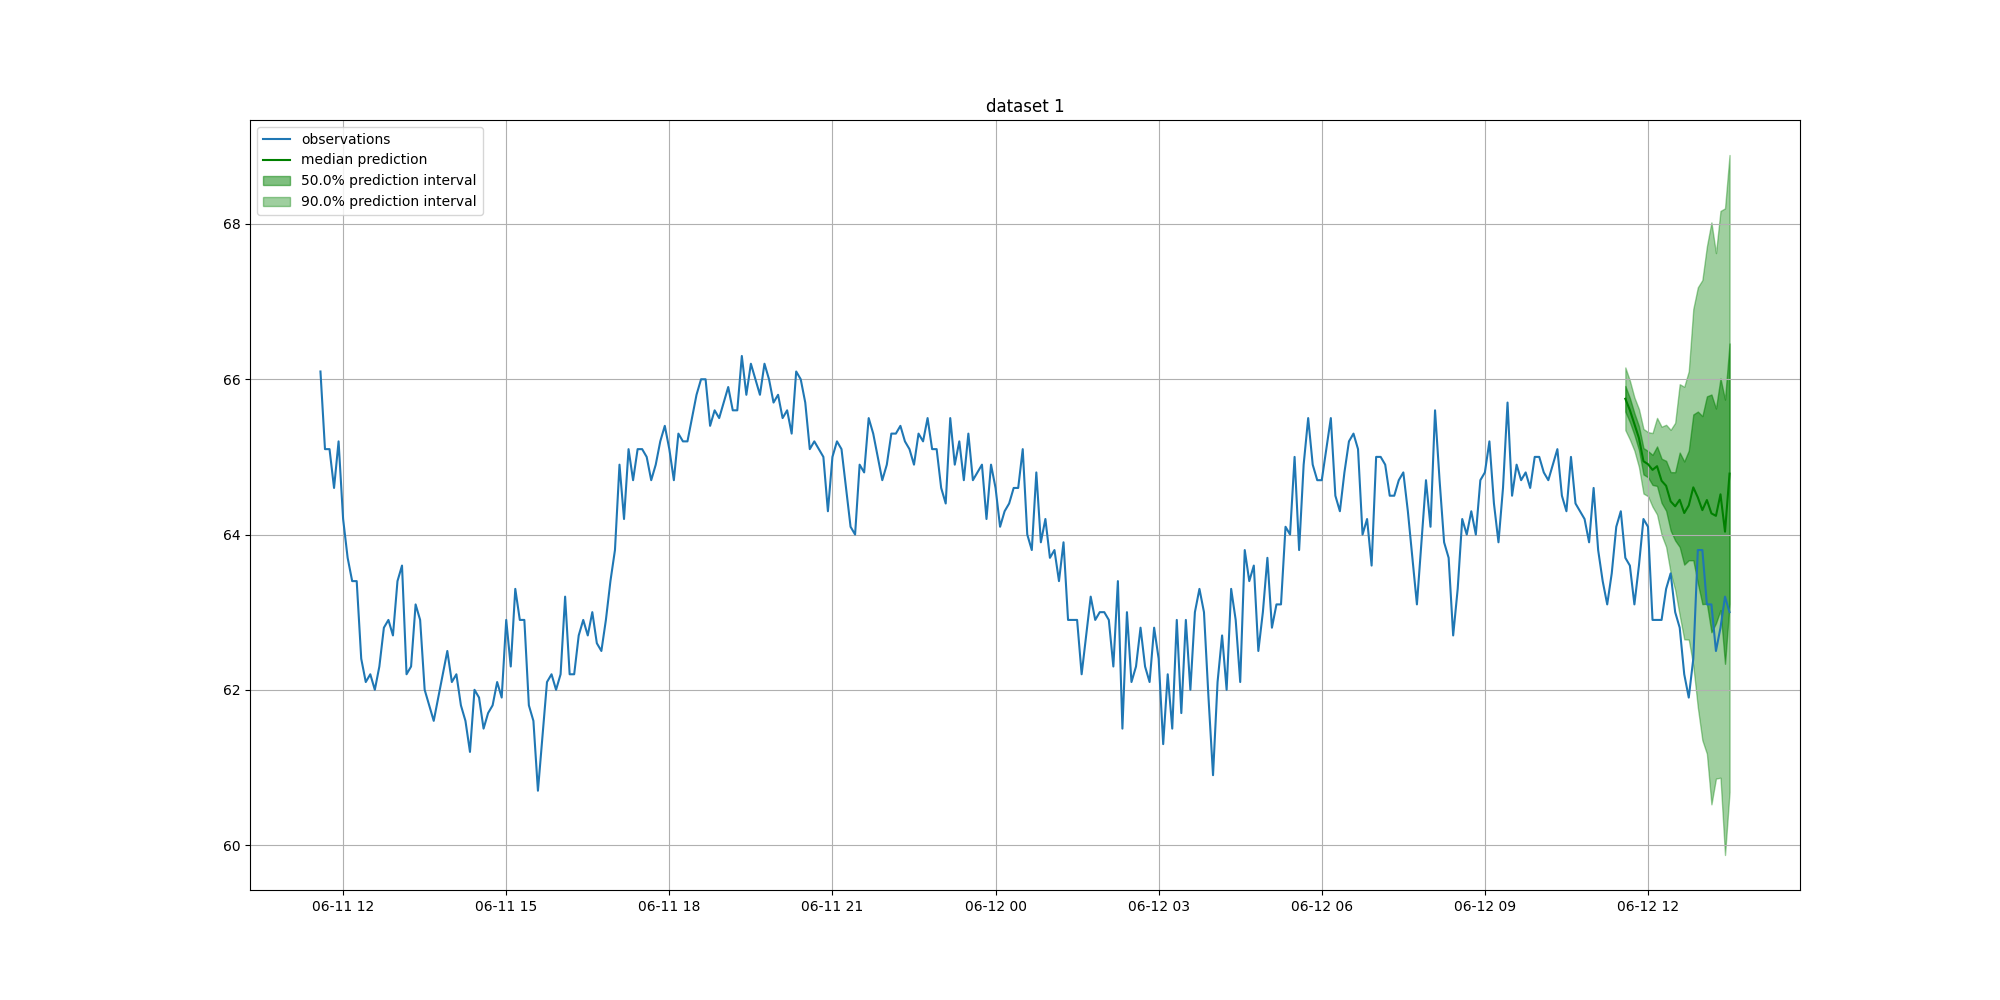 dataset 1
observations
median prediction
50.0% prediction interval
90.0% prediction interval
68
66
64
62
60
06-11 12
06-11 15
06-11 18
06-11 21
06-12 00
06-12 03
06-12 06
06-12 09
06-12 12